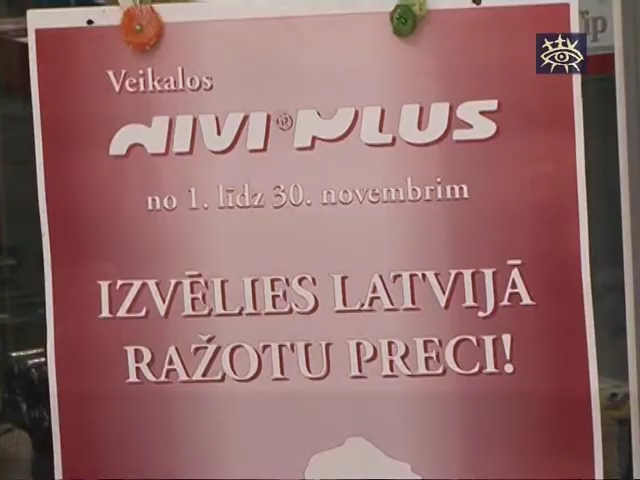 Veikalos
NIVI® PLUS
no 1. līdz 30. novembrim
IZVĒLIES LATVIJĀ
RAŽOTU PRECI!